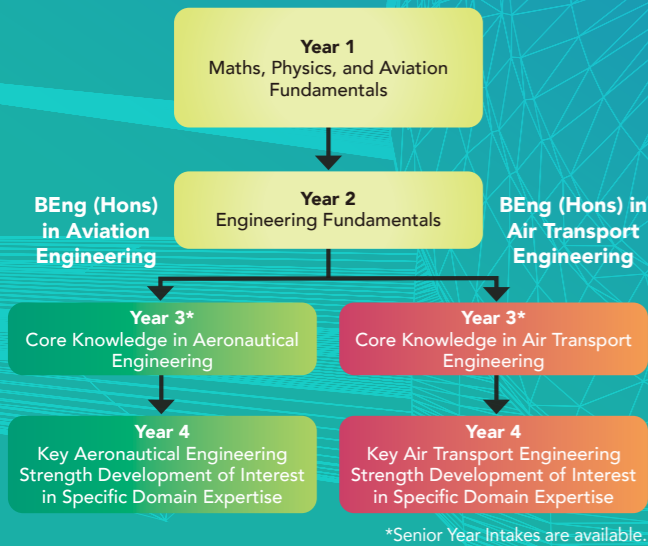 Year 1
Maths, Physics, and Aviation
Fundamentals
Year 2
Engineering Fundamentals
BEng (Hons)
in Aviation
Engineering
BEng (Hons) in
Air Transport
Engineering
Year 3*
Core Knowledge in Aeronautical
Engineering
Year 3*
Core Knowledge in Air Transport
Engineering
Year 4
Key Aeronautical Engineering
Strength Development of Interest
in Specific Domain Expertise
Year 4
Key Air Transport Engineering
Strength Development of Interest
in Specific Domain Expertise
*Senior Year Intakes are available.